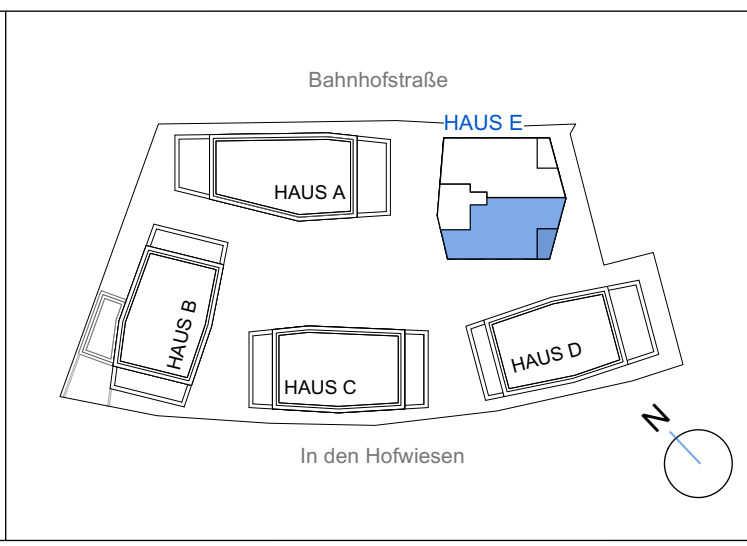 Bahnhofstraße
HAUS E
HAUS A
HAUS B
HAUS D
HAUS C
In den Hofwiesen
N